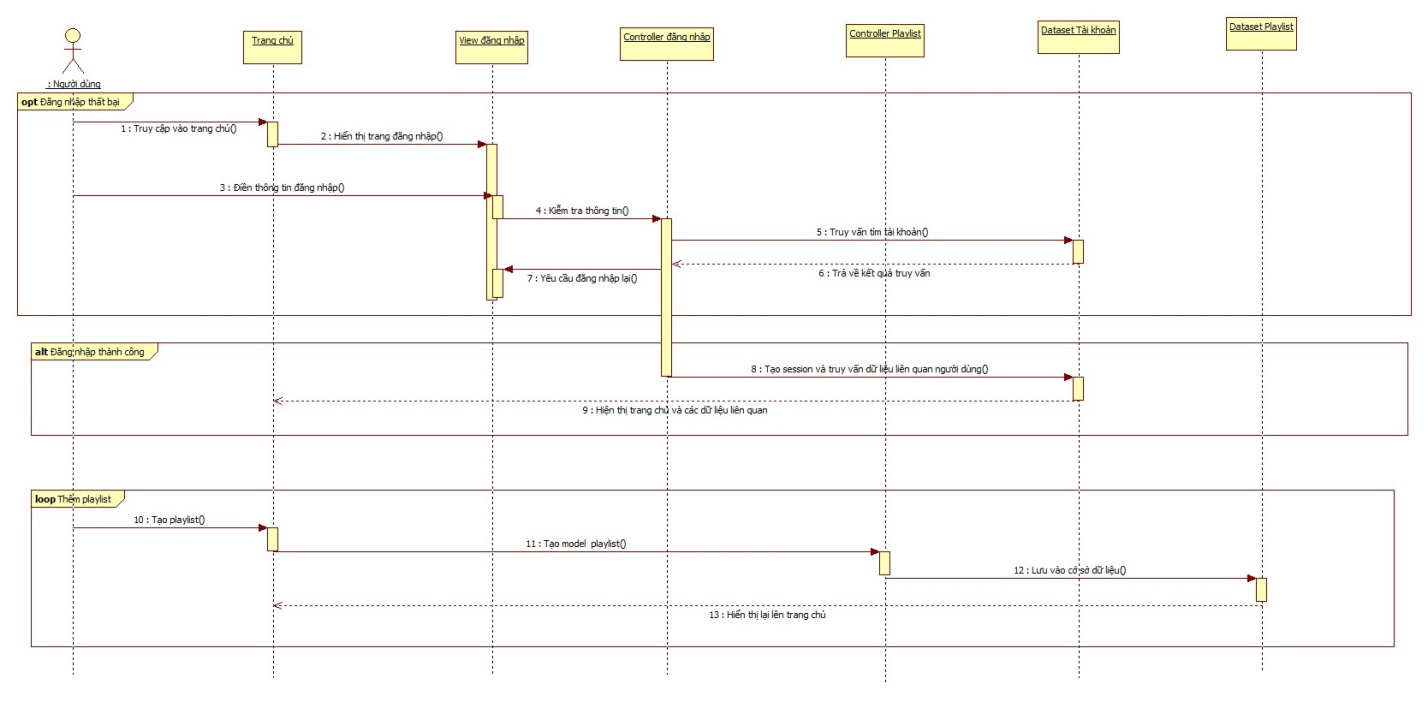 : Người dùng
Trang chủ
View đăng nhập
Controller đăng nhập
Controller Playlist
Dataset Tài khoản
Dataset Playlist
opt Đăng nhập thất bại
1 : Truy cập vào trang chủ()
2 : Hiển thị trang đăng nhập()
3 : Điền thông tin đăng nhập()
4 : Kiểm tra thông tin()
5 : Truy vấn tìm tài khoản()
6 : Trả về kết quả truy vấn
7 : Yêu cầu đăng nhập lại()
alt Đăng nhập thành công
8 : Tạo session và truy vấn dữ liệu liên quan người dùng()
9 : Hiện thị trang chủ và các dữ liệu liên quan
loop Thêm playlist
10 : Tạo playlist()
11 : Tạo model playlist()
12 : Lưu vào cớ sở dữ liệu()
13 : Hiển thị lại lên trang chủ